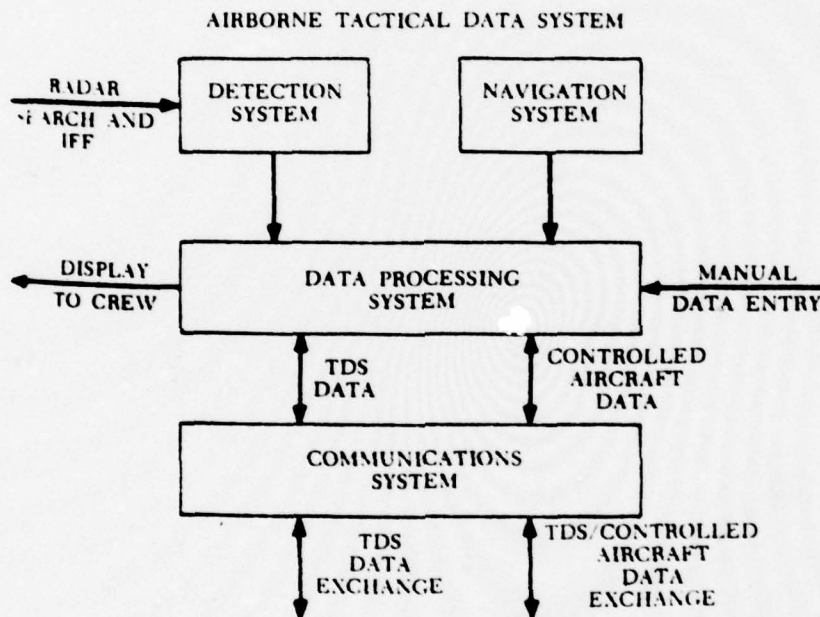 AIRBORNE TACTICAL DATA SYSTEM
RADAR
SEARCH AND
IFF
DETECTION
SYSTEM
NAVIGATION
SYSTEM
DISPLAY
TO CREW
DATA PROCESSING
SYSTEM
MANUAL
DATA ENTRY
TDS
DATA
CONTROLLED
AIRCRAFT
DATA
COMMUNICATIONS
SYSTEM
TDS
DATA
EXCHANGE
TDS/CONTROLLED
AIRCRAFT
DATA
EXCHANGE